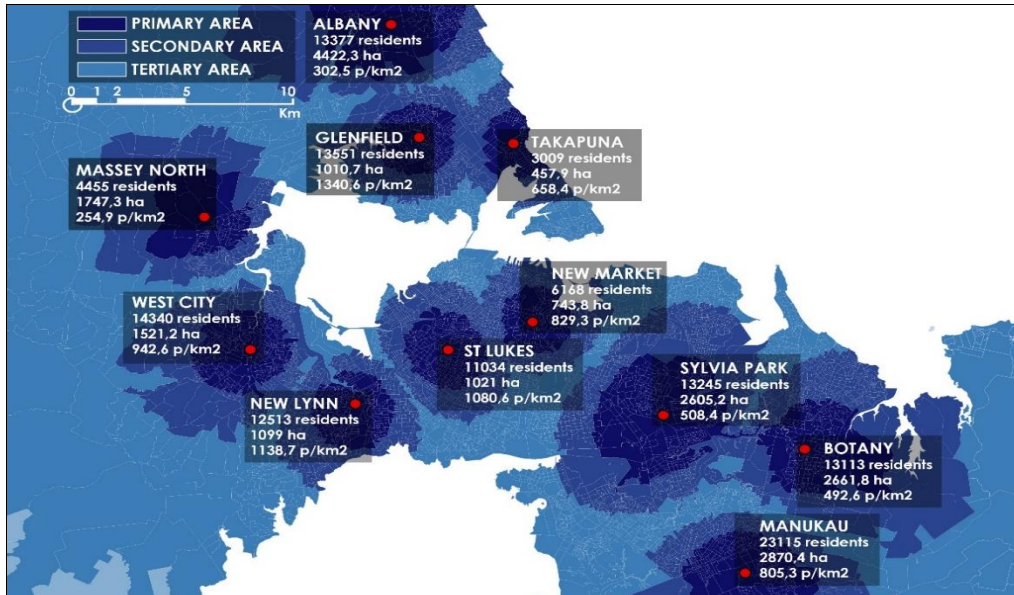 PRIMARY AREA
SECONDARY AREA
TERTIARY AREA
0 1 2 5 10
Km
ALBANY
13377 residents
4422,3 ha
302,5 p/km2
GLENFIELD
13551 residents
1010,7 ha
1340,6 p/km2
TAKAPUNA
3009 residents
457,9 ha
658,4 p/km2
MASSEY NORTH
4455 residents
1747,3 ha
254,9 p/km2
NEW MARKET
6168 residents
743,8 ha
829,3 p/km2
WEST CITY
14340 residents
1521,2 ha
942,6 p/km2
ST LUKES
11034 residents
1021 ha
1080,6 p/km2
SYLVIA PARK
13245 residents
2605,2 ha
508,4 p/km2
NEW LYNN
12513 residents
1099 ha
1138,7 p/km2
BOTANY
13113 residents
2661,8 ha
492,6 p/km2
MANUKAU
23115 residents
2870,4 ha
805,3 p/km2